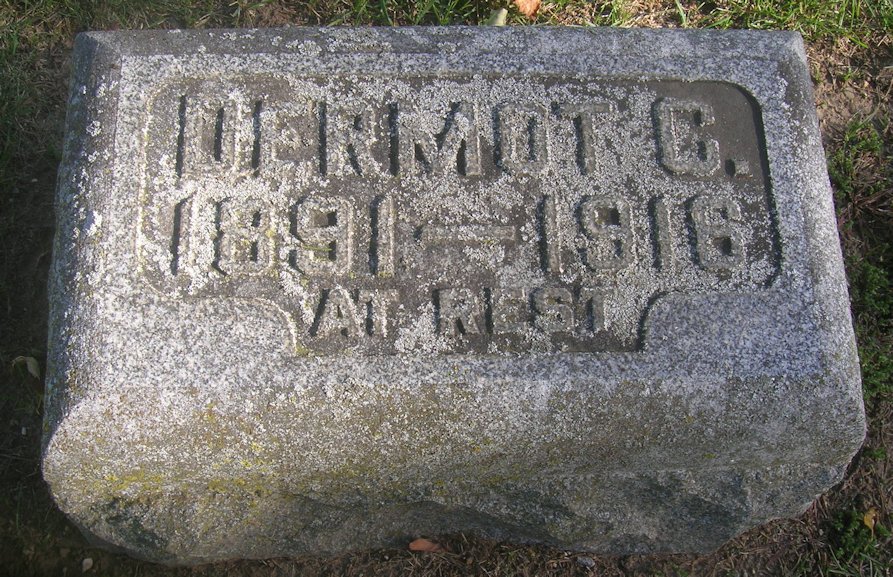 DERMOT C.
1891 — 1916
AT REST